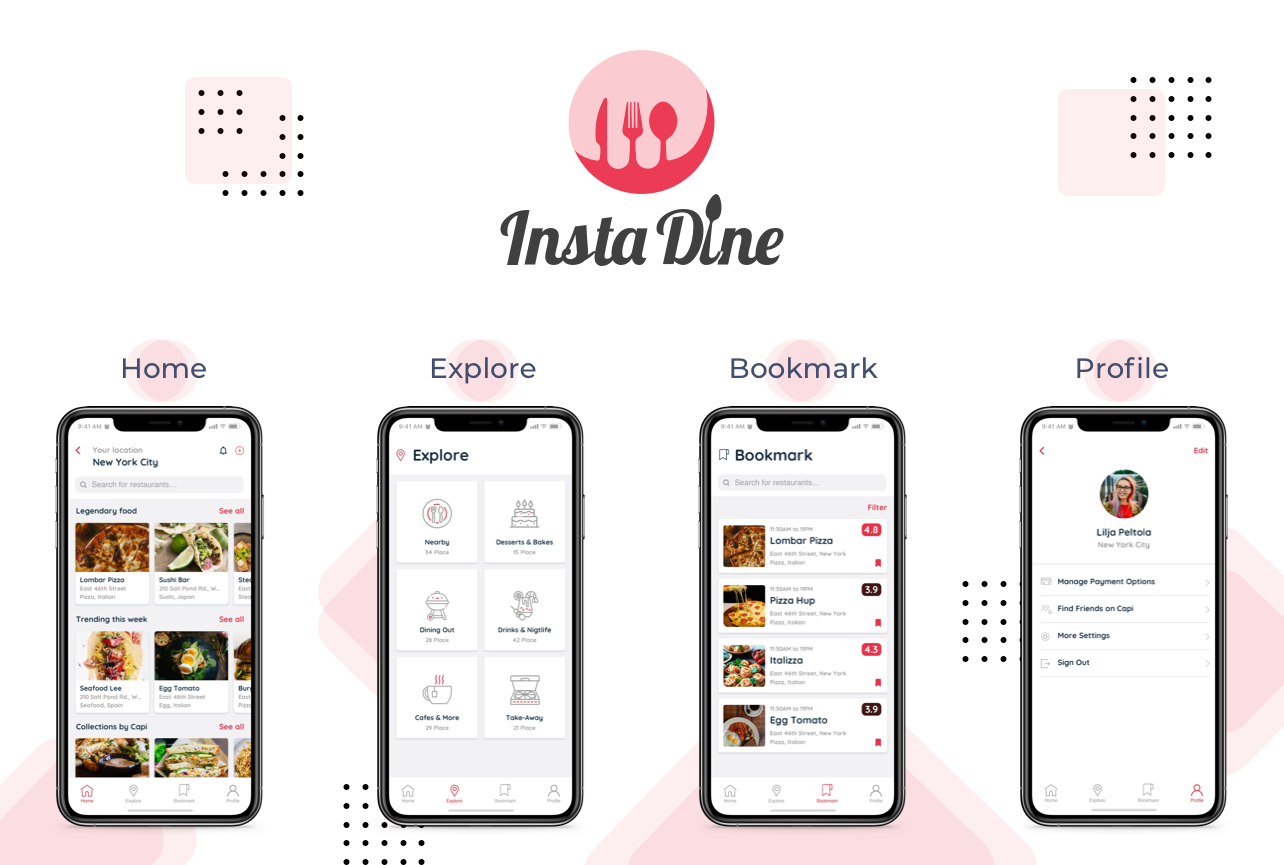 Insta Dine
Home
Explore
Bookmark
Profile
9:41 AM
Your location
New York City
Search for restaurants....
Legendary food
See all
Lombar Pizza
East 46th Street
Pizza, Italian
Sushi Bar
210 Salt Pond Rd., W...
Sushi, Japan
Stea
East
Stea
Trending this week
See all
Seafood Lee
210 Salt Pond Rd., W...
Seafood, Spain
Egg Tomato
East 46th Street
Egg, Italian
Bur
East
Pizza
Collections by Capi
See all
Home
Explore
Bookmark
Profile
9:41 AM
Explore
Nearby
34 Place
Desserts & Bakes
15 Place
Dining Out
28 Place
Drinks & Nigtlife
42 Place
Cafes & More
29 Place
Take-Away
21 Place
Home
Explore
Bookmark
Profile
9:41 AM
Bookmark
Search for restaurants....
Filter
11:30AM to 11PM
4.8
Lombar Pizza
East 46th Street, New York
Pizza, Italian
11:30AM to 11PM
3.9
Pizza Hup
East 46th Street, New York
Pizza, Italian
11:30AM to 11PM
4.3
Italizza
East 46th Street, New York
Pizza, Italian
11:30AM to 11PM
3.9
Egg Tomato
East 46th Street, New York
Pizza, Italian
Home
Explore
Bookmark
Profile
9:41 AM
Edit
Lilja Peltola
New York City
Manage Payment Options
Find Friends on Capi
More Settings
Sign Out
Home
Explore
Bookmark
Profile